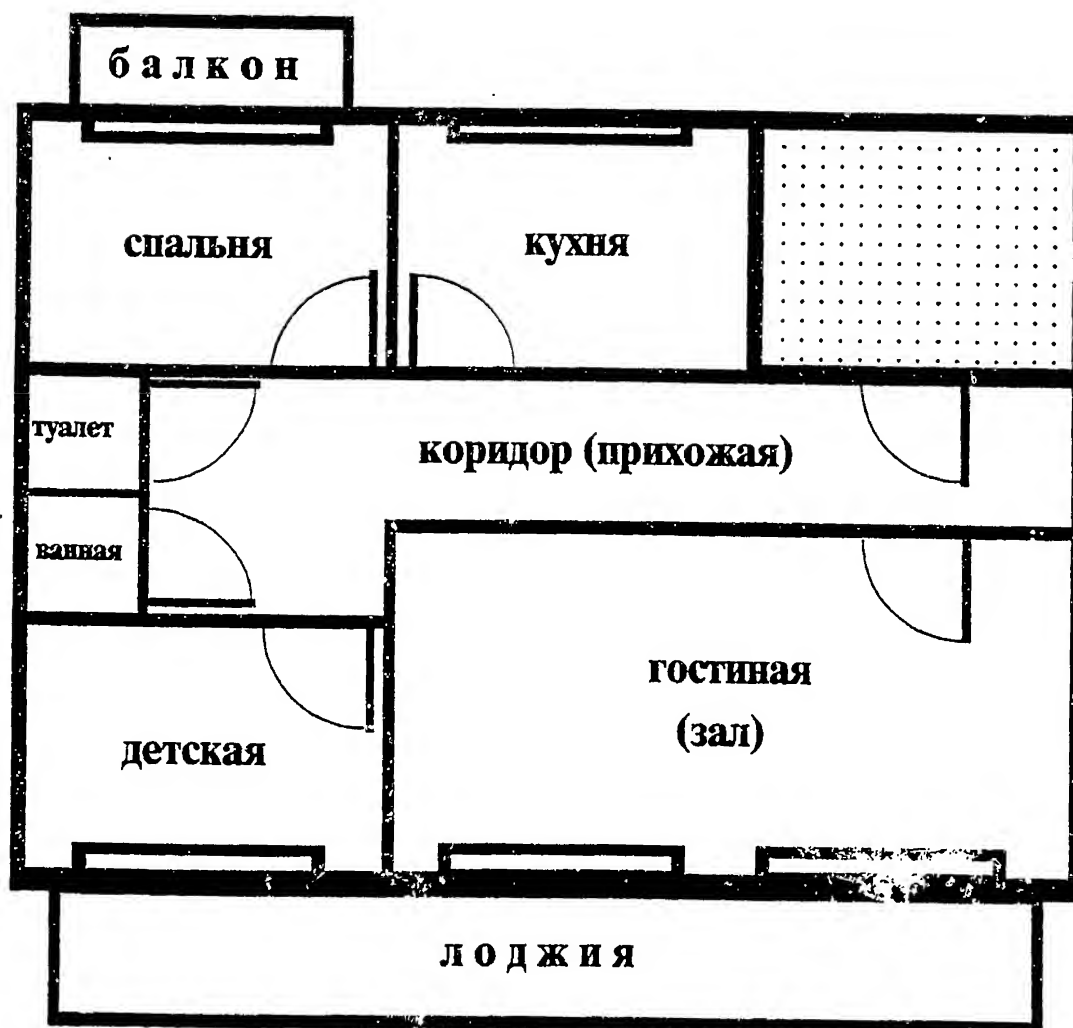 балкон
спальня
кухня
туалет
коридор (прихожая)
ванная
гостиная
(зал)
детская
лоджия